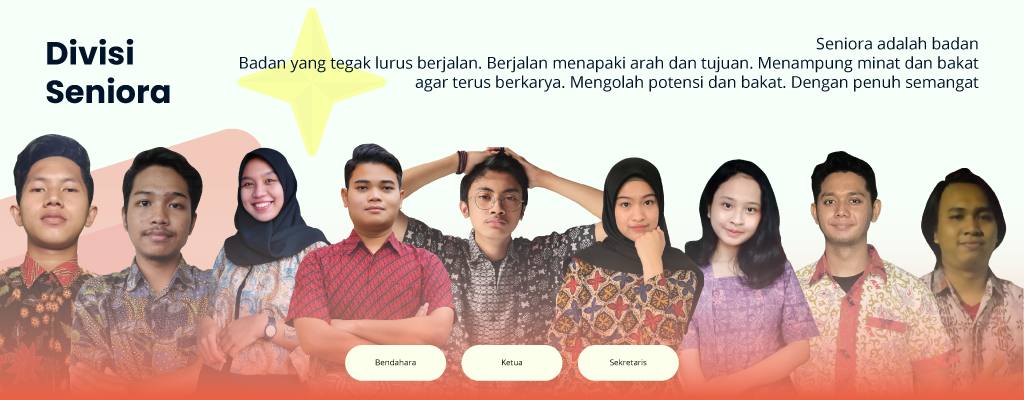 Divisi
Seniora
Seniora adalah badan
Badan yang tegak lurus berjalan. Berjalan menapaki arah dan tujuan. Menampung minat dan bakat
agar terus berkarya. Mengolah potensi dan bakat. Dengan penuh semangat
Bendahara
Ketua
Sekretaris